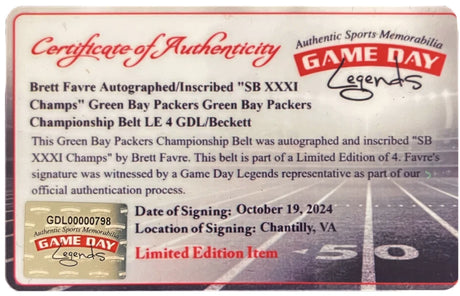 Certificate of Authenticity
Authentic Sports Memorabilia
GAME DAY
Legends
Brett Favre Autographed/Inscribed "SB XXXI
Champs" Green Bay Packers Green Bay Packers
Championship Belt LE 4 GDL/Beckett
This Green Bay Packers Championship Belt was autographed and inscribed "SB
XXXI Champs" by Brett Favre. This belt is part of a Limited Edition of 4. Favre's
signature was witnessed by a Game Day Legends representative as part of our
official authentication process.
GDL00000798
Authentic Sports Memorabilia
GAME DAY
Legends
Date of Signing: October 19, 2024
Location of Signing: Chantilly, VA
Limited Edition Item
50